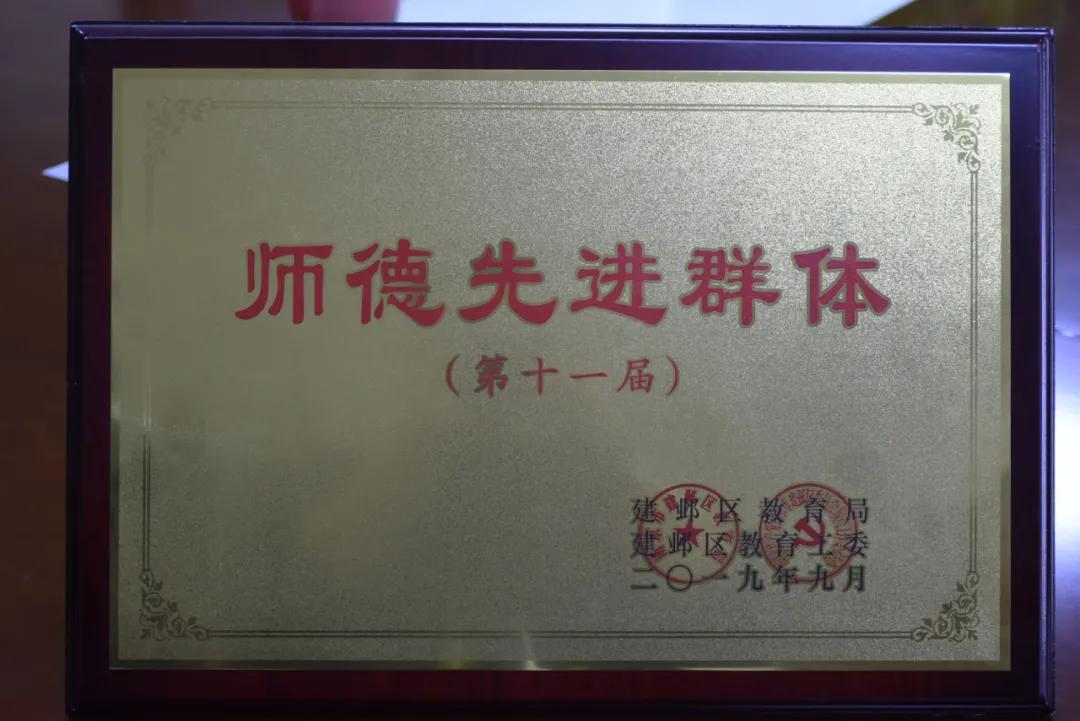 师德先进群体
（第十一届）
建邺区教育局
建邺区教育工委
二〇一九年九月